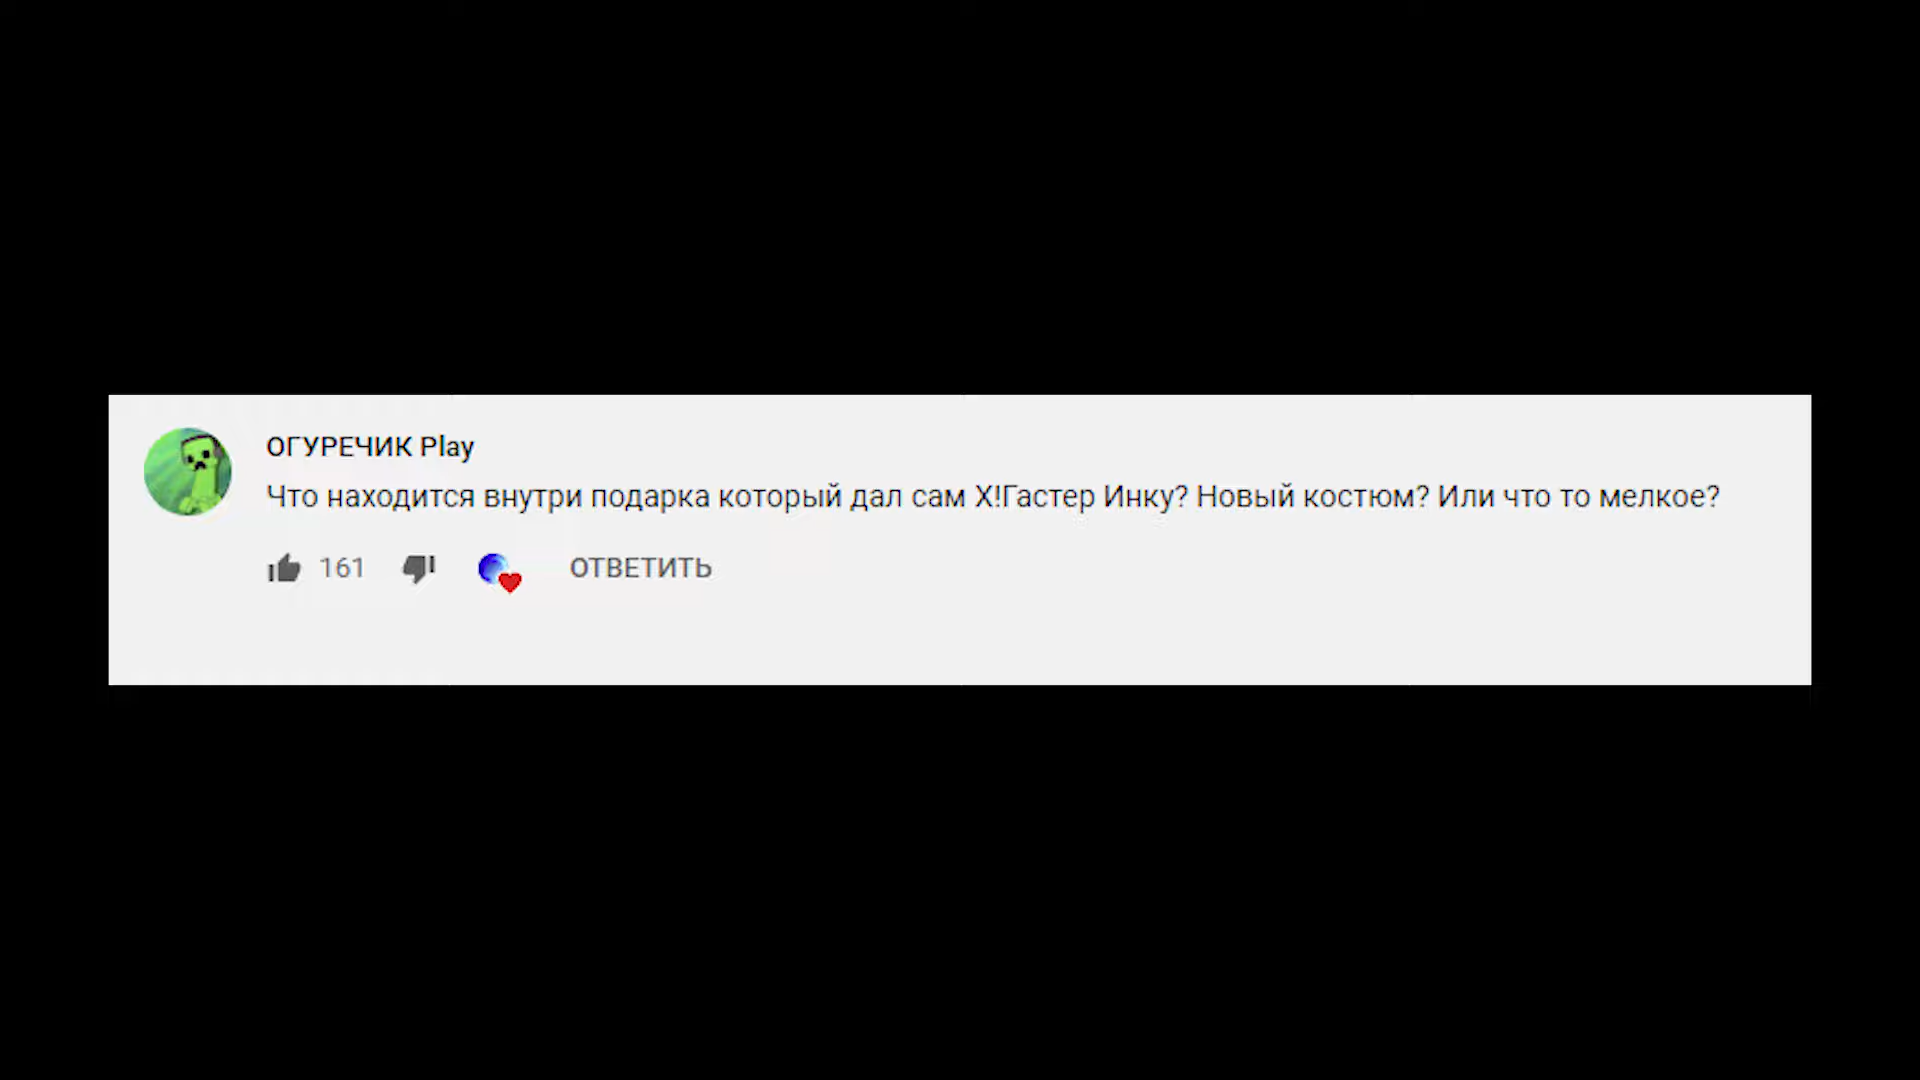 ОГУРЕЧИК Play
Что находится внутри подарка который дал сам Х!Гастер Инку? Новый костюм? Или что то мелкое?
161 ОТВЕТИТЬ